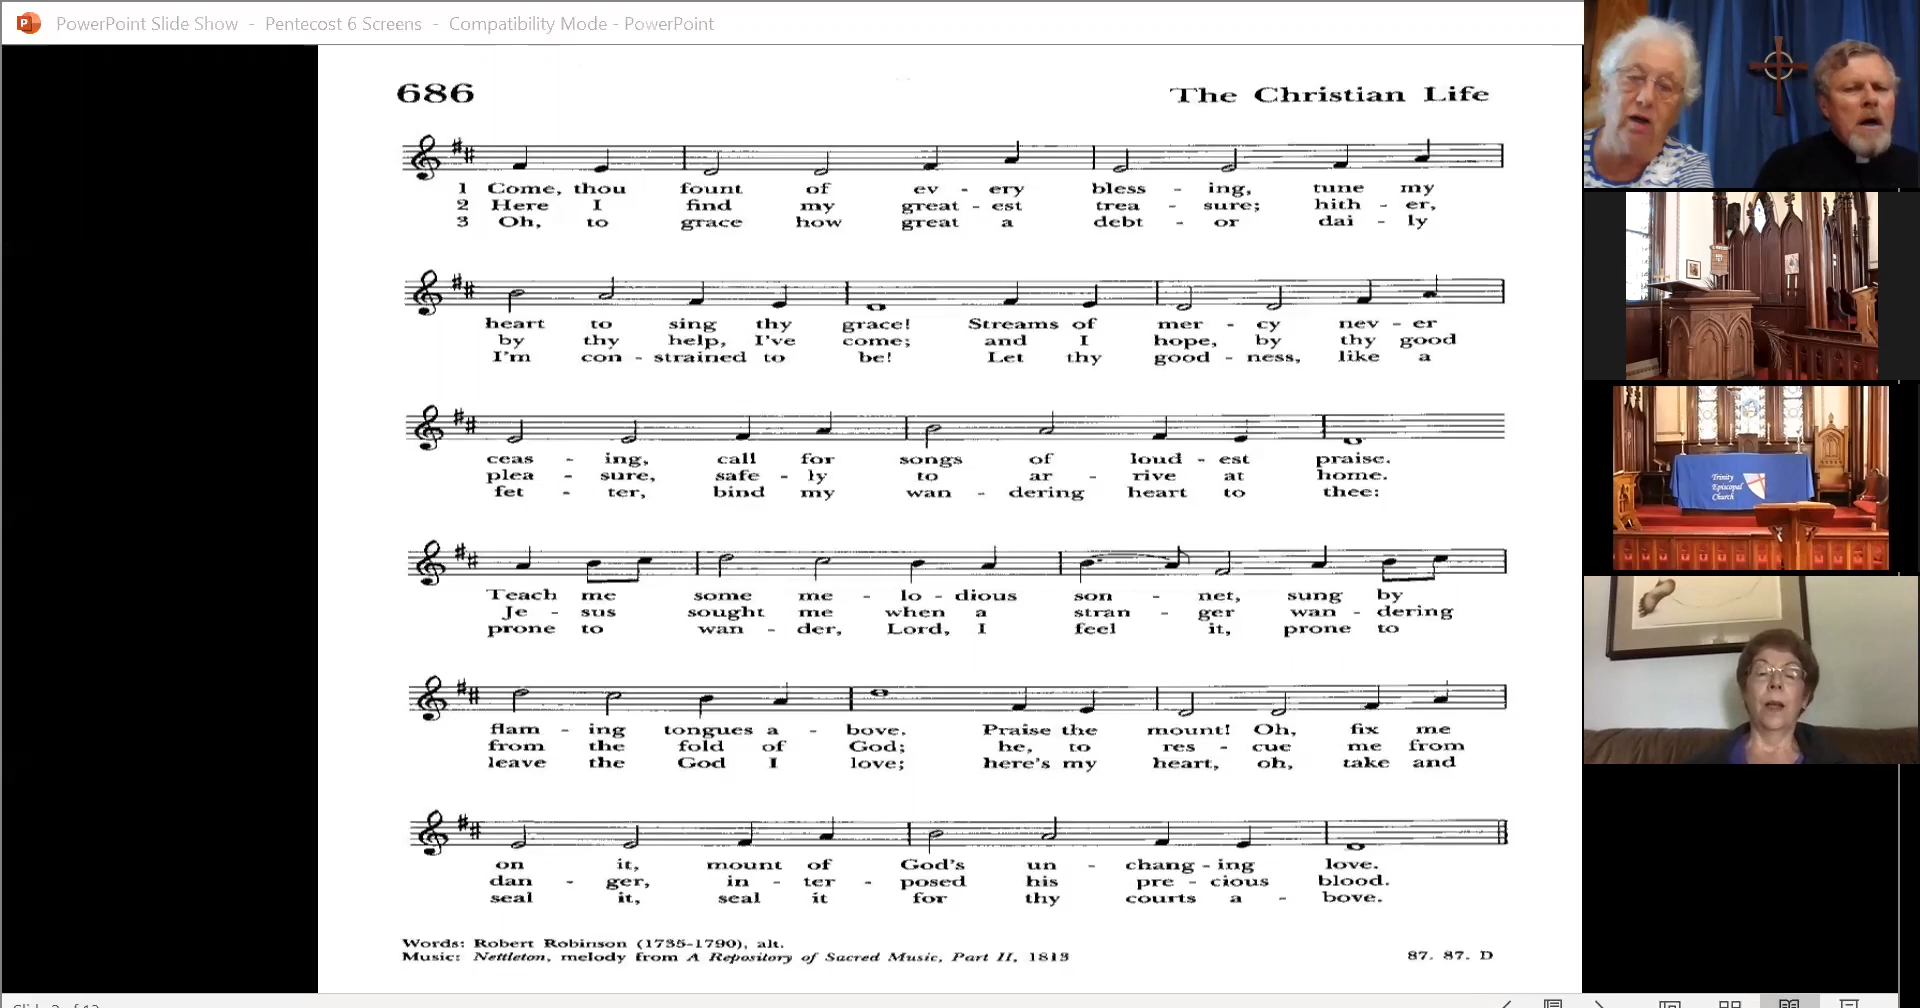 PowerPoint Slide Show - Pentecost 6 Screens - Compatibility Mode - PowerPoint
686 The Christian Life
1 Come, thou fount of ev - ery bless - ing, tune my
2 Here I find my great - est trea - sure; hith - er,
3 Oh, to grace how great a debt - or dai - ly
heart to sing thy grace! Streams of mer - cy nev - er
by thy help, I've come; and I hope, by thy good
I'm con - strained to be! Let thy good - ness, like a
ceas - ing, call for songs of loud - est praise.
plea - sure, safe - ly to ar - rive at home.
fet - ter, bind my wan - dering heart to thee:
Teach me some me - lo - dious son - net, sung by
Je - sus sought me when a stran - ger wan - dering
prone to wan - der, Lord, I feel it, prone to
flam - ing tongues a - bove. Praise the mount! Oh, fix me
from the fold of God; he, to res - cue me from
leave the God I love; here's my heart, oh, take and
on it, mount of God's un - chang - ing love.
dan - ger, in - ter - posed his pre - cious blood.
seal it, seal it for thy courts a - bove.
Words: Robert Robinson (1735-1790), alt.
Music: Nettleton, melody from A Repository of Sacred Music, Part II, 1813 87. 87. D
Trinity
Episcopal
Church